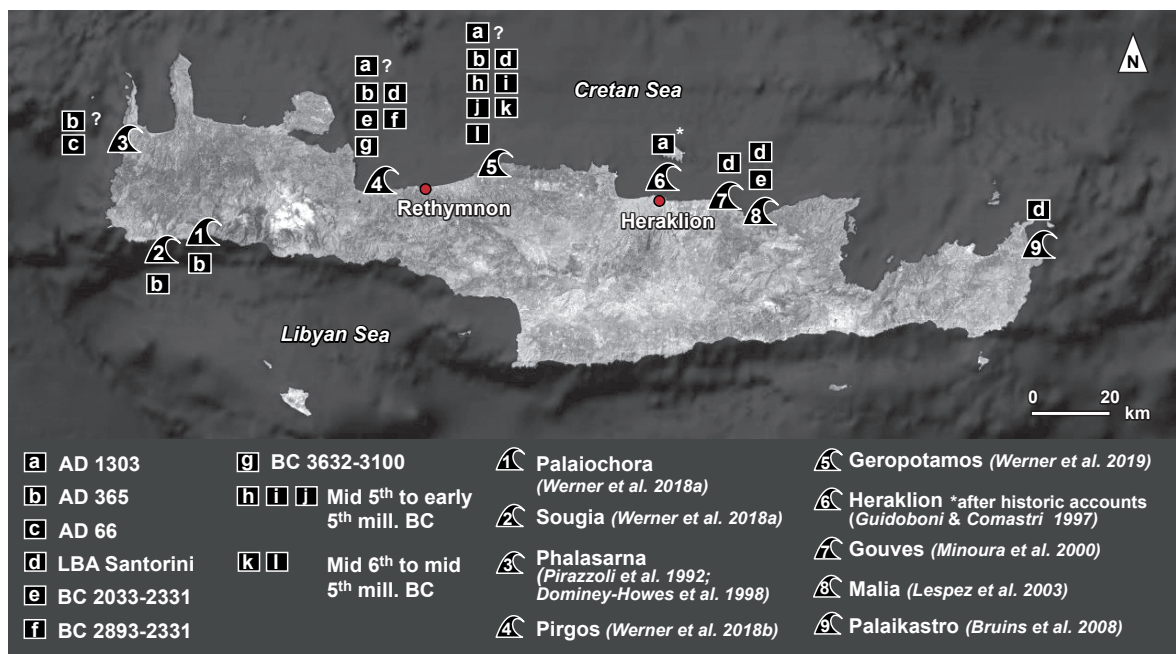 a ?
b d
h i
j k
l
a ?
b d
e f
g
Cretan Sea
N
b ?
c
3
4
5
a *
6
d
d
e
7
8
d
9
Rethymnon
Heraklion
1
2
b
b
Libyan Sea
0 20
km
a AD 1303
b AD 365
c AD 66
d LBA Santorini
e BC 2033-2331
f BC 2893-2331
g BC 3632-3100
h i j Mid 5th to early
5th mill. BC
k l Mid 6th to mid
5th mill. BC
1 Palaiochora
(Werner et al. 2018a)
2 Sougia (Werner et al. 2018a)
3 Phalasarna
(Pirazzoli et al. 1992;
Dominey-Howes et al. 1998)
4 Pirgos (Werner et al. 2018b)
5 Geropotamos (Werner et al. 2019)
6 Heraklion *after historic accounts
(Guidoboni & Comastri 1997)
7 Gouves (Minoura et al. 2000)
8 Malia (Lespez et al. 2003)
9 Palaikastro (Bruins et al. 2008)